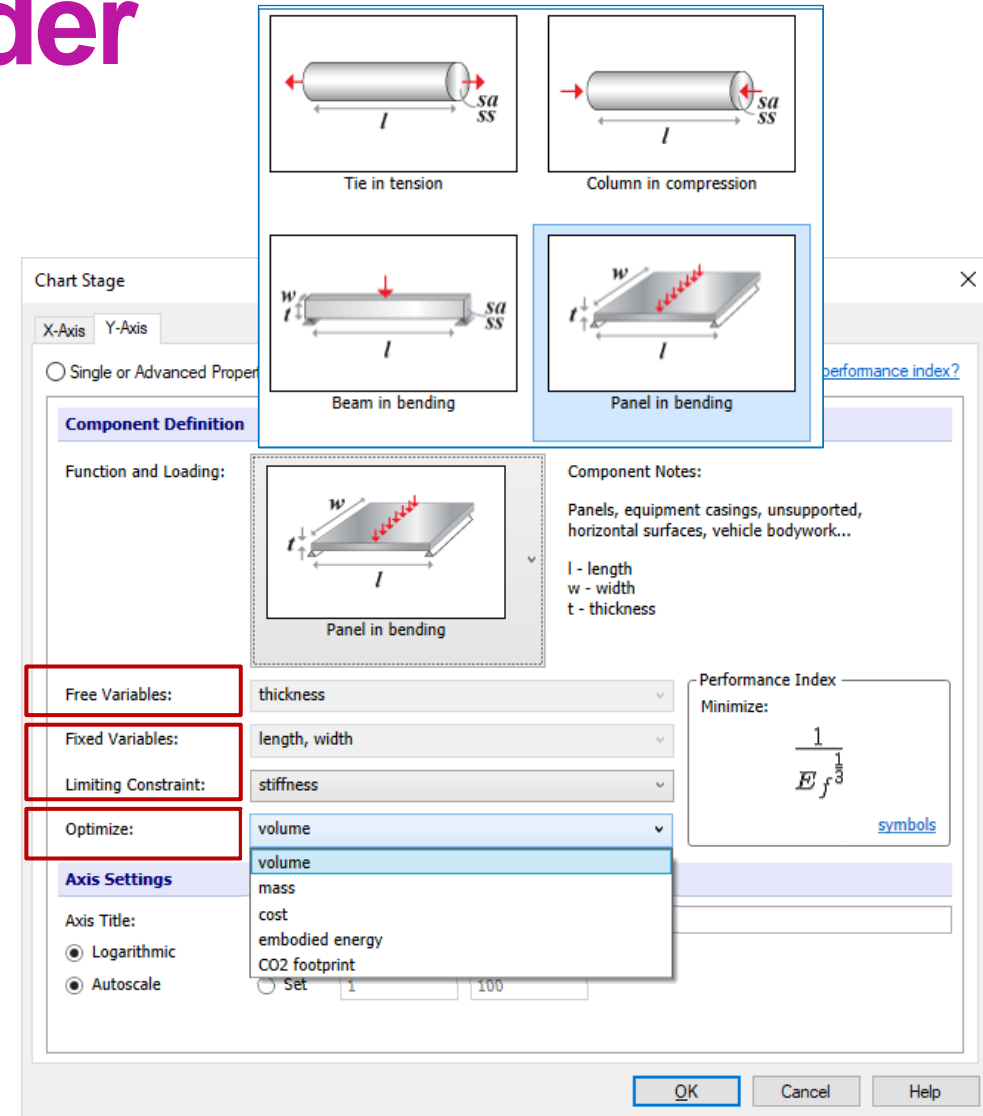 der
sa
l
ss
Tie in tension
sa
l
ss
Column in compression
w
t
sa
ss
l
Beam in bending
w
t
l
Panel in bending
Chart Stage
X-Axis Y-Axis
Single or Advanced Proper performance index?
Component Definition
Function and Loading:
w
t
l
Panel in bending
Component Notes:
Panels, equipment casings, unsupported,
horizontal surfaces, vehicle bodywork...
l - length
w - width
t - thickness
Free Variables: thickness
Fixed Variables: length, width
Limiting Constraint: stiffness
Optimize: volume
Performance Index
Minimize:
1
E f 1/3
symbols
volume
mass
cost
embodied energy
CO2 footprint
Axis Settings
Axis Title:
Logarithmic
Autoscale Set 1 100
OK Cancel Help